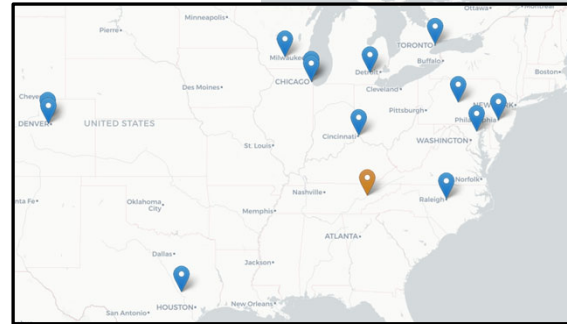 Ottawa•
Montreal
Minneapolis•
Pierre•
TORONTO
Milwaukee
Buffalo•
Detroit•
Boston•
CHICAGO
Des Moines•
Cleveland•
NEW YORK•
Cheyenne
Pittsburgh•
Philadelphia
DENVER•
UNITED STATES
Cincinnati•
WASHINGTON•
St. Louis•
Norfolk•
Nashville•
Raleigh•
Santa Fe•
Oklahoma
City
Memphis•
ATLANTA•
Dallas•
Jackson•
HOUSTON•
New Orleans•
San Antonio•